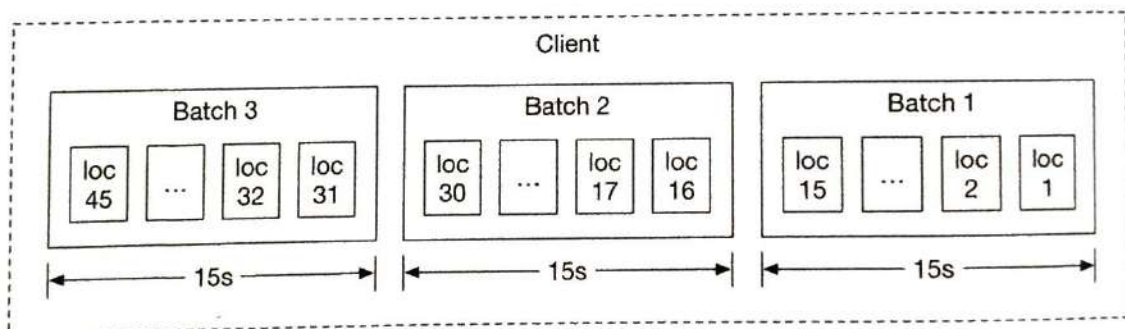 Client
Batch 3 Batch 2 Batch 1
loc 45 ... loc 32 loc 31 loc 30 ... loc 17 loc 16 loc 15 ... loc 2 loc 1
15s 15s 15s